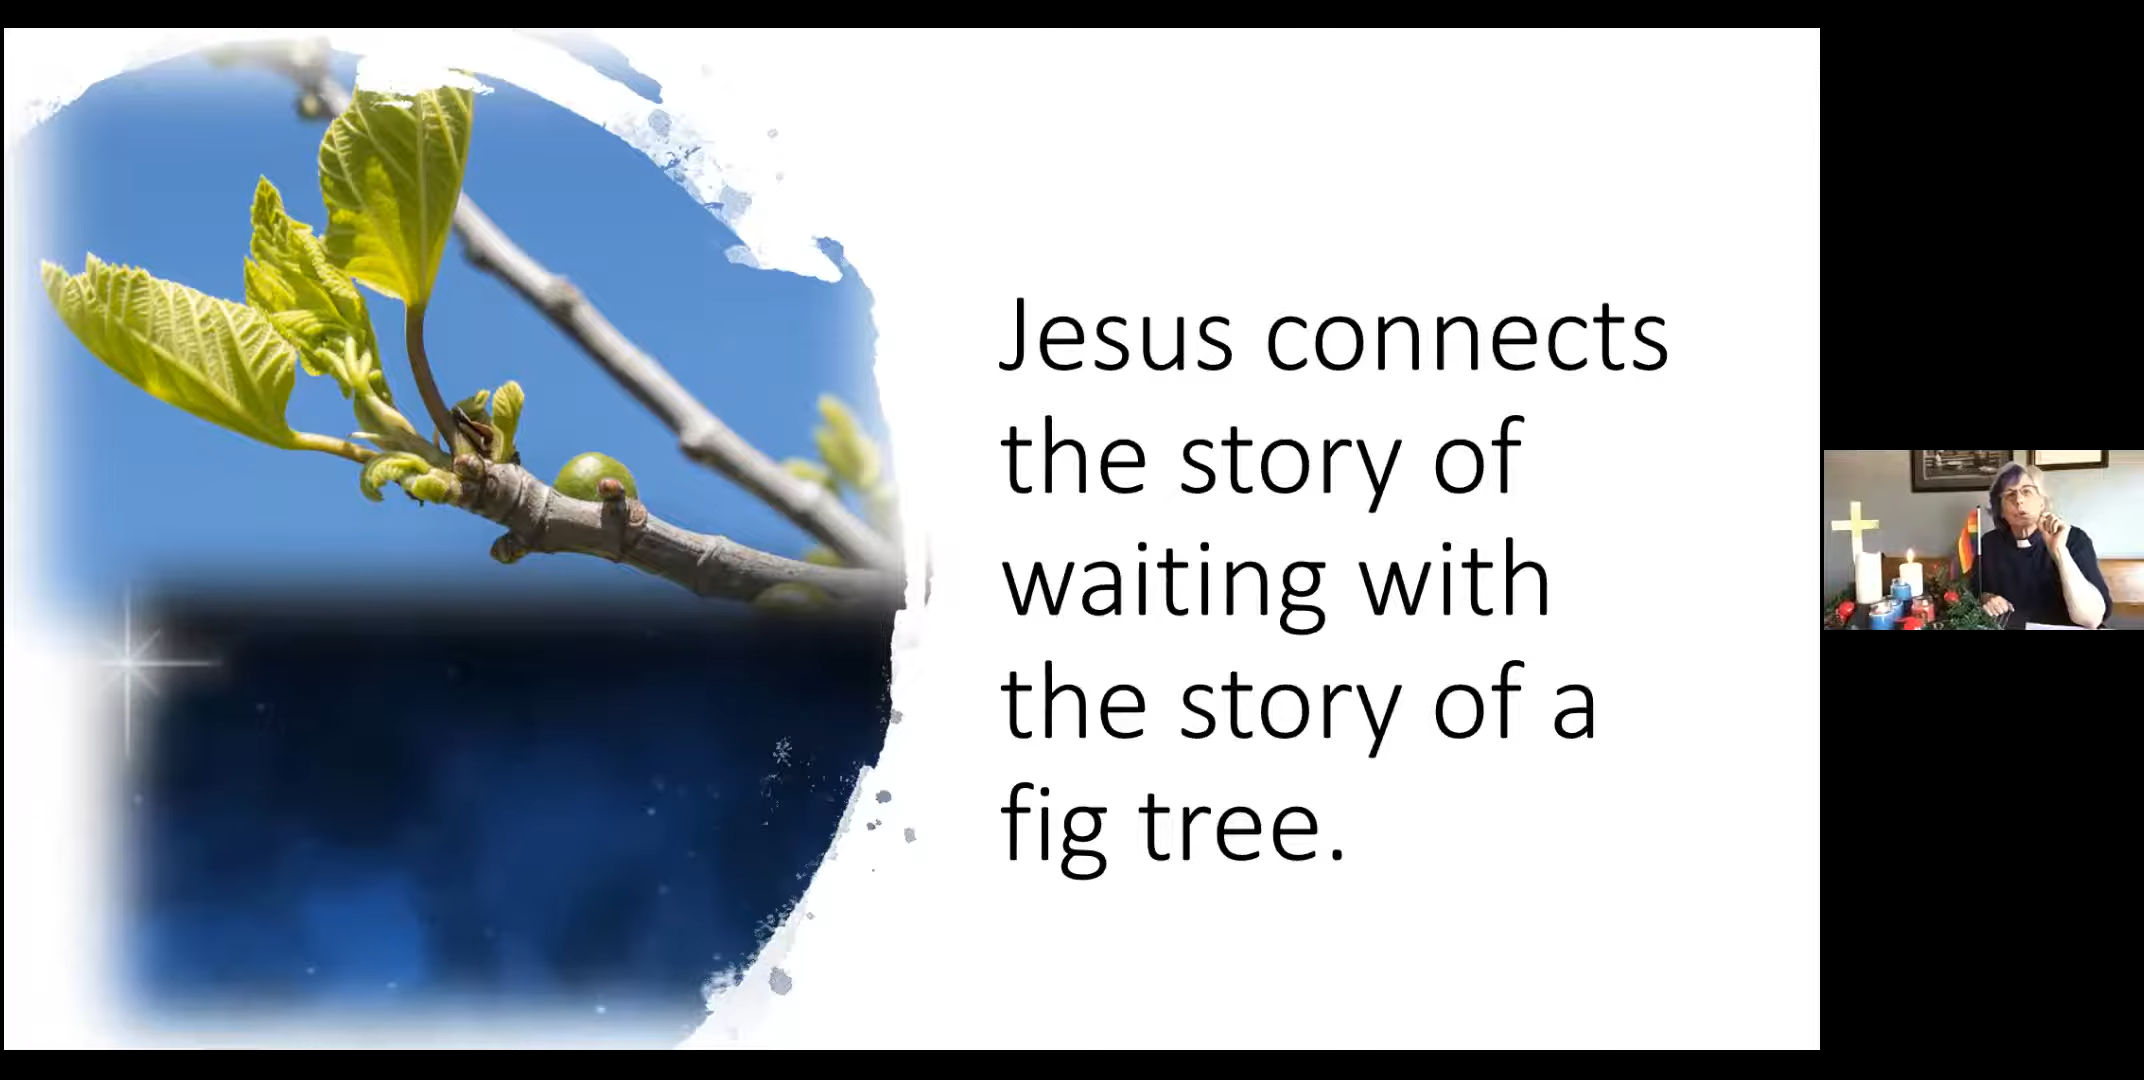 Jesus connects
the story of
waiting with
the story of a
fig tree.